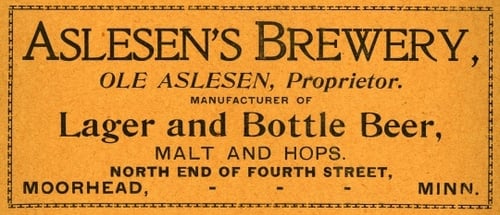 ASLESEN'S BREWERY,
OLE ASLESEN, Proprietor.
MANUFACTURER OF
Lager and Bottle Beer,
MALT AND HOPS.
NORTH END OF FOURTH STREET,
MOORHEAD, - - - MINN.